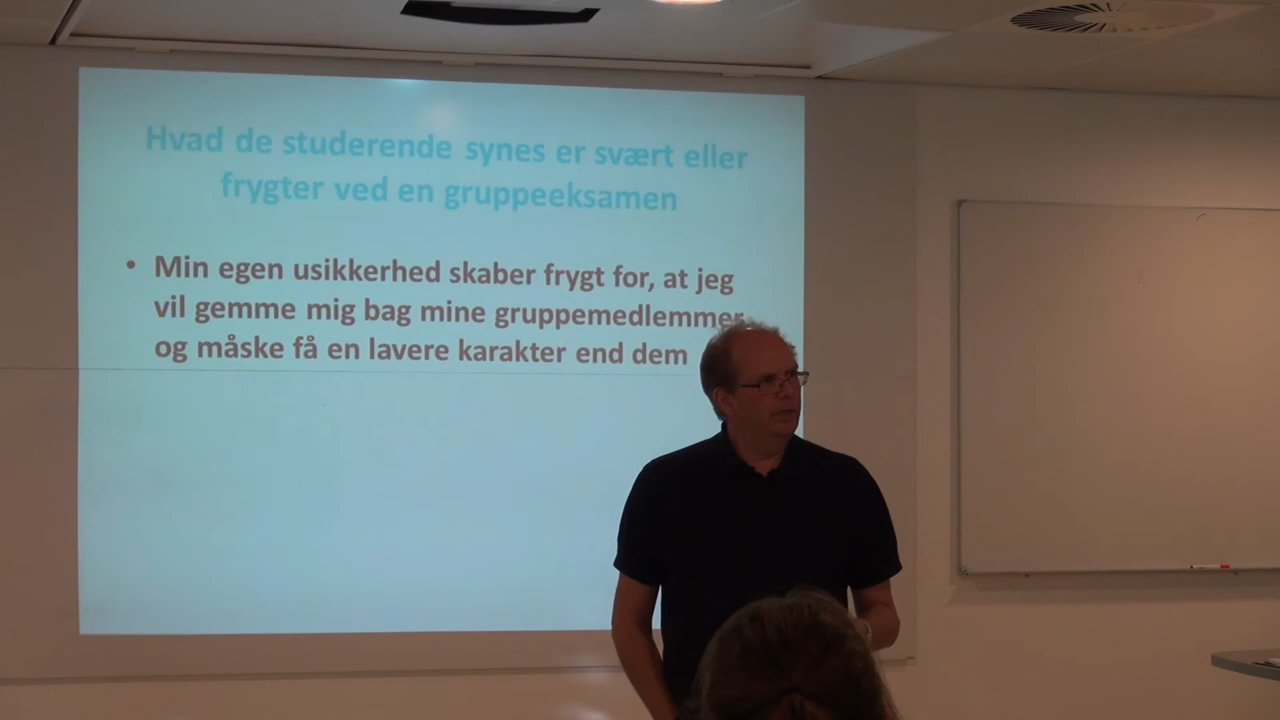 Hvad de studerende synes er svært eller
frygter ved en gruppeeksamen
• Min egen usikkerhed skaber frygt for, at jeg
vil gemme mig bag mine gruppemedlemmer
og måske få en lavere karakter end dem